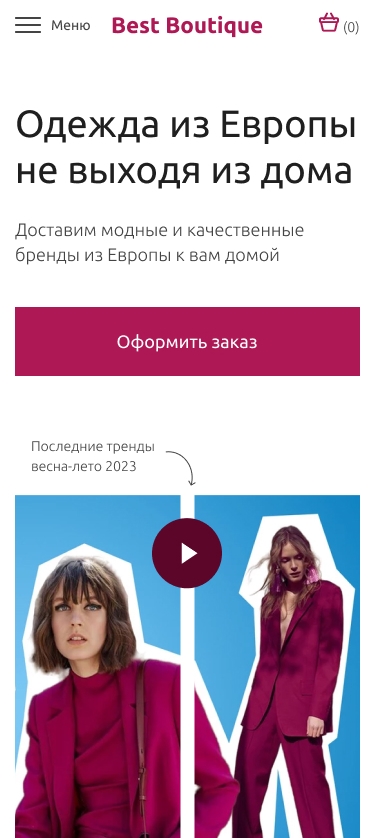 Меню
Best Boutique
(0)
Одежда из Европы
не выходя из дома
Доставим модные и качественные
бренды из Европы к вам домой
Оформить заказ
Последние тренды
весна-лето 2023